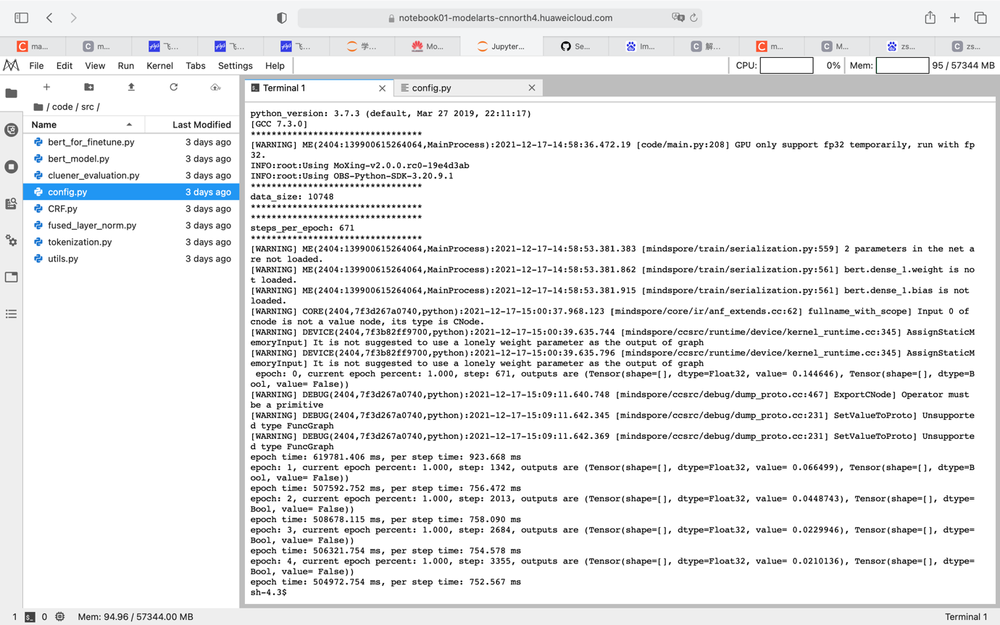 notebook01-modelarts-cnnorth4.huaweicloud.com
ma...
m...
飞...
飞...
飞...
学...
Mo...
Jupyter...
Se...
Im...
解...
m...
M...
zs...
zs...
File Edit View Run Kernel Tabs Settings Help
CPU: 0% Mem: 95 / 57344 MB
/ code / src /
Name Last Modified
bert_for_finetune.py 3 days ago
bert_model.py 3 days ago
cluener_evaluation.py 3 days ago
config.py 3 days ago
CRF.py 3 days ago
fused_layer_norm.py 3 days ago
tokenization.py 3 days ago
utils.py 3 days ago
Terminal 1
config.py
python_version: 3.7.3 (default, Mar 27 2019, 22:11:17)
[GCC 7.3.0]
*********************************
[WARNING] ME(2404:139900615264064,MainProcess):2021-12-17-14:58:36.472.19 [code/main.py:208] GPU only support fp32 temporarily, run with fp
32.
INFO:root:Using MoXing-v2.0.0.rc0-19e4d3ab
INFO:root:Using OBS-Python-SDK-3.20.9.1
*********************************
data_size: 10748
*********************************
*********************************
steps_per_epoch: 671
*********************************
[WARNING] ME(2404:139900615264064,MainProcess):2021-12-17-14:58:53.381.383 [mindspore/train/serialization.py:559] 2 parameters in the net a
re not loaded.
[WARNING] ME(2404:139900615264064,MainProcess):2021-12-17-14:58:53.381.862 [mindspore/train/serialization.py:561] bert.dense_1.weight is no
t loaded.
[WARNING] ME(2404:139900615264064,MainProcess):2021-12-17-14:58:53.381.915 [mindspore/train/serialization.py:561] bert.dense_1.bias is not
loaded.
[WARNING] CORE(2404,7f3d267a0740,python):2021-12-17-15:00:37.968.123 [mindspore/core/ir/anf_extends.cc:62] fullname_with_scope] Input 0 of
cnode is not a value node, its type is CNode.
[WARNING] DEVICE(2404,7f3b82ff9700,python):2021-12-17-15:00:39.635.744 [mindspore/ccsrc/runtime/device/kernel_runtime.cc:345] AssignStaticM
emoryInput] It is not suggested to use a lonely weight parameter as the output of graph
[WARNING] DEVICE(2404,7f3b82ff9700,python):2021-12-17-15:00:39.635.796 [mindspore/ccsrc/runtime/device/kernel_runtime.cc:345] AssignStaticM
emoryInput] It is not suggested to use a lonely weight parameter as the output of graph
epoch: 0, current epoch percent: 1.000, step: 671, outputs are (Tensor(shape=[], dtype=Float32, value= 0.144646), Tensor(shape=[], dtype=B
ool, value= False))
[WARNING] DEBUG(2404,7f3d267a0740,python):2021-12-17-15:09:11.640.748 [mindspore/ccsrc/debug/dump_proto.cc:467] ExportCNode] Operator must
be a primitive
[WARNING] DEBUG(2404,7f3d267a0740,python):2021-12-17-15:09:11.642.345 [mindspore/ccsrc/debug/dump_proto.cc:231] SetValueToProto] Unsupporte
d type FuncGraph
[WARNING] DEBUG(2404,7f3d267a0740,python):2021-12-17-15:09:11.642.369 [mindspore/ccsrc/debug/dump_proto.cc:231] SetValueToProto] Unsupporte
d type FuncGraph
epoch time: 619781.406 ms, per step time: 923.668 ms
epoch: 1, current epoch percent: 1.000, step: 1342, outputs are (Tensor(shape=[], dtype=Float32, value= 0.066499), Tensor(shape=[], dtype=B
ool, value= False))
epoch time: 507592.752 ms, per step time: 756.472 ms
epoch: 2, current epoch percent: 1.000, step: 2013, outputs are (Tensor(shape=[], dtype=Float32, value= 0.0448743), Tensor(shape=[], dtype=
Bool, value= False))
epoch time: 508678.115 ms, per step time: 758.090 ms
epoch: 3, current epoch percent: 1.000, step: 2684, outputs are (Tensor(shape=[], dtype=Float32, value= 0.0229946), Tensor(shape=[], dtype=
Bool, value= False))
epoch time: 506321.754 ms, per step time: 754.578 ms
epoch: 4, current epoch percent: 1.000, step: 3355, outputs are (Tensor(shape=[], dtype=Float32, value= 0.0210136), Tensor(shape=[], dtype=
Bool, value= False))
epoch time: 504972.754 ms, per step time: 752.567 ms
sh-4.3$
1 0 Mem: 94.96 / 57344.00 MB
Terminal 1